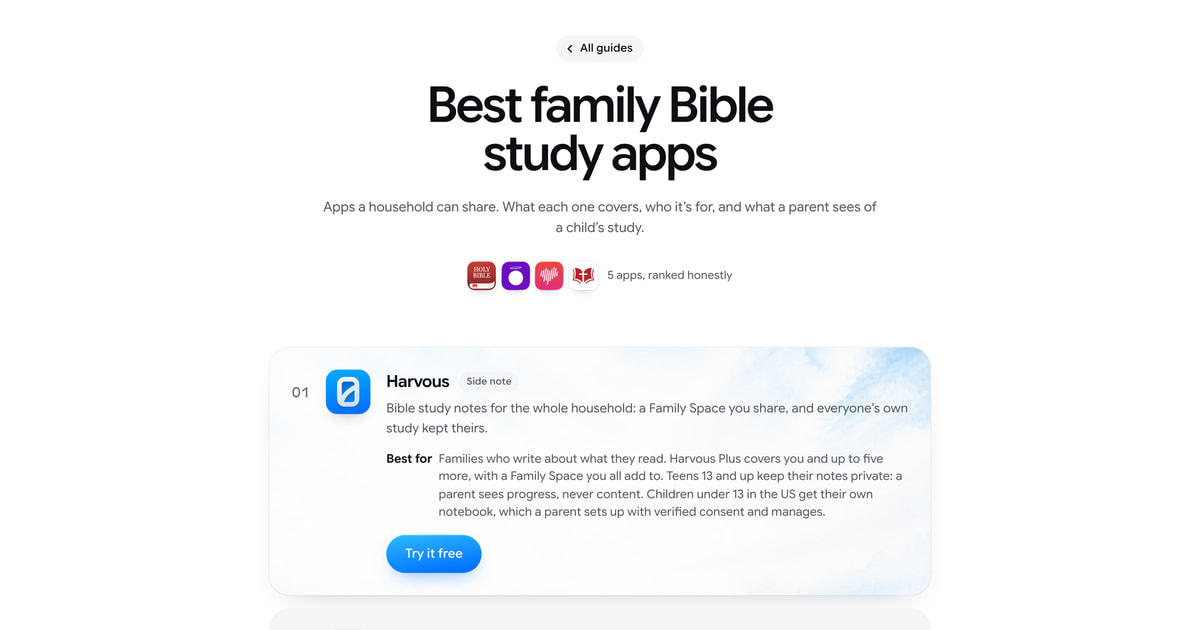 All guides
Best family Bible
study apps
Apps a household can share. What each one covers, who it's for, and what a parent sees of
a child's study.
HOLY
BIBLE
5 apps, ranked honestly
01
Harvous
Side note
Bible study notes for the whole household: a Family Space you share, and everyone's own
study kept theirs.
Best for
Families who write about what they read. Harvous Plus covers you and up to five
more, with a Family Space you all add to. Teens 13 and up keep their notes private: a
parent sees progress, never content. Children under 13 in the US get their own
notebook, which a parent sets up with verified consent and manages.
Try it free